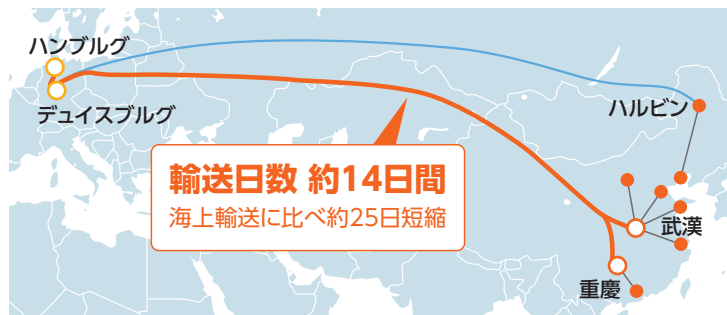 ハンブルグ
デュイスブルグ
ハルビン
輸送日数 約14日間
海上輸送に比べ約25日短縮
武漢
重慶